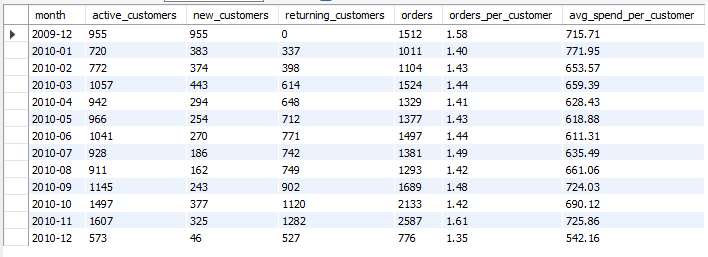 month active_customers new_customers returning_customers orders orders_per_customer avg_spend_per_customer
2009-12 955 955 0 1512 1.58 715.71
2010-01 720 383 337 1011 1.40 771.95
2010-02 772 374 398 1104 1.43 653.57
2010-03 1057 443 614 1524 1.44 659.39
2010-04 942 294 648 1329 1.41 628.43
2010-05 966 254 712 1377 1.43 618.88
2010-06 1041 270 771 1497 1.44 611.31
2010-07 928 186 742 1381 1.49 635.49
2010-08 911 162 749 1293 1.42 661.06
2010-09 1145 243 902 1689 1.48 724.03
2010-10 1497 377 1120 2133 1.42 690.12
2010-11 1607 325 1282 2587 1.61 725.86
2010-12 573 46 527 776 1.35 542.16